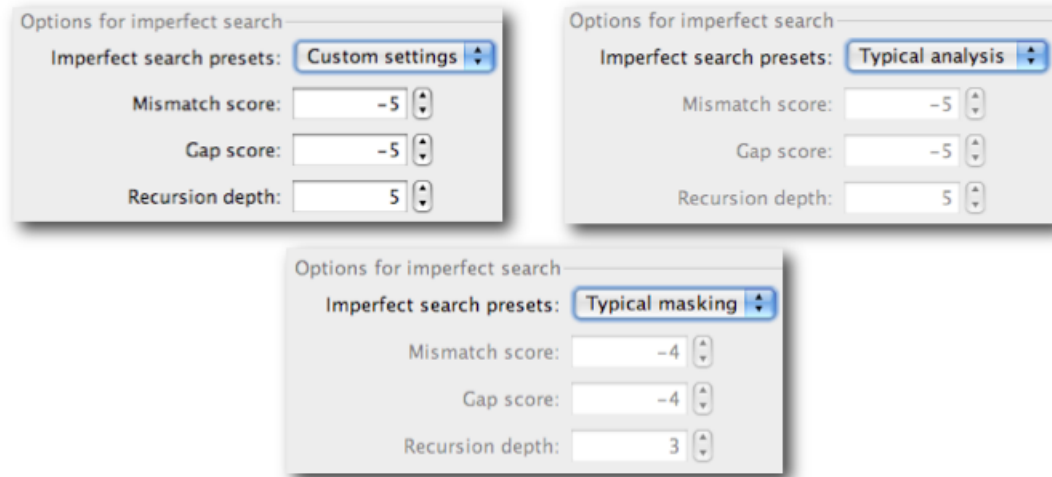 Options for imperfect search
Imperfect search presets: Custom settings
Mismatch score: -5
Gap score: -5
Recursion depth: 5
Options for imperfect search
Imperfect search presets: Typical analysis
Mismatch score: -5
Gap score: -5
Recursion depth: 5
Options for imperfect search
Imperfect search presets: Typical masking
Mismatch score: -4
Gap score: -4
Recursion depth: 3